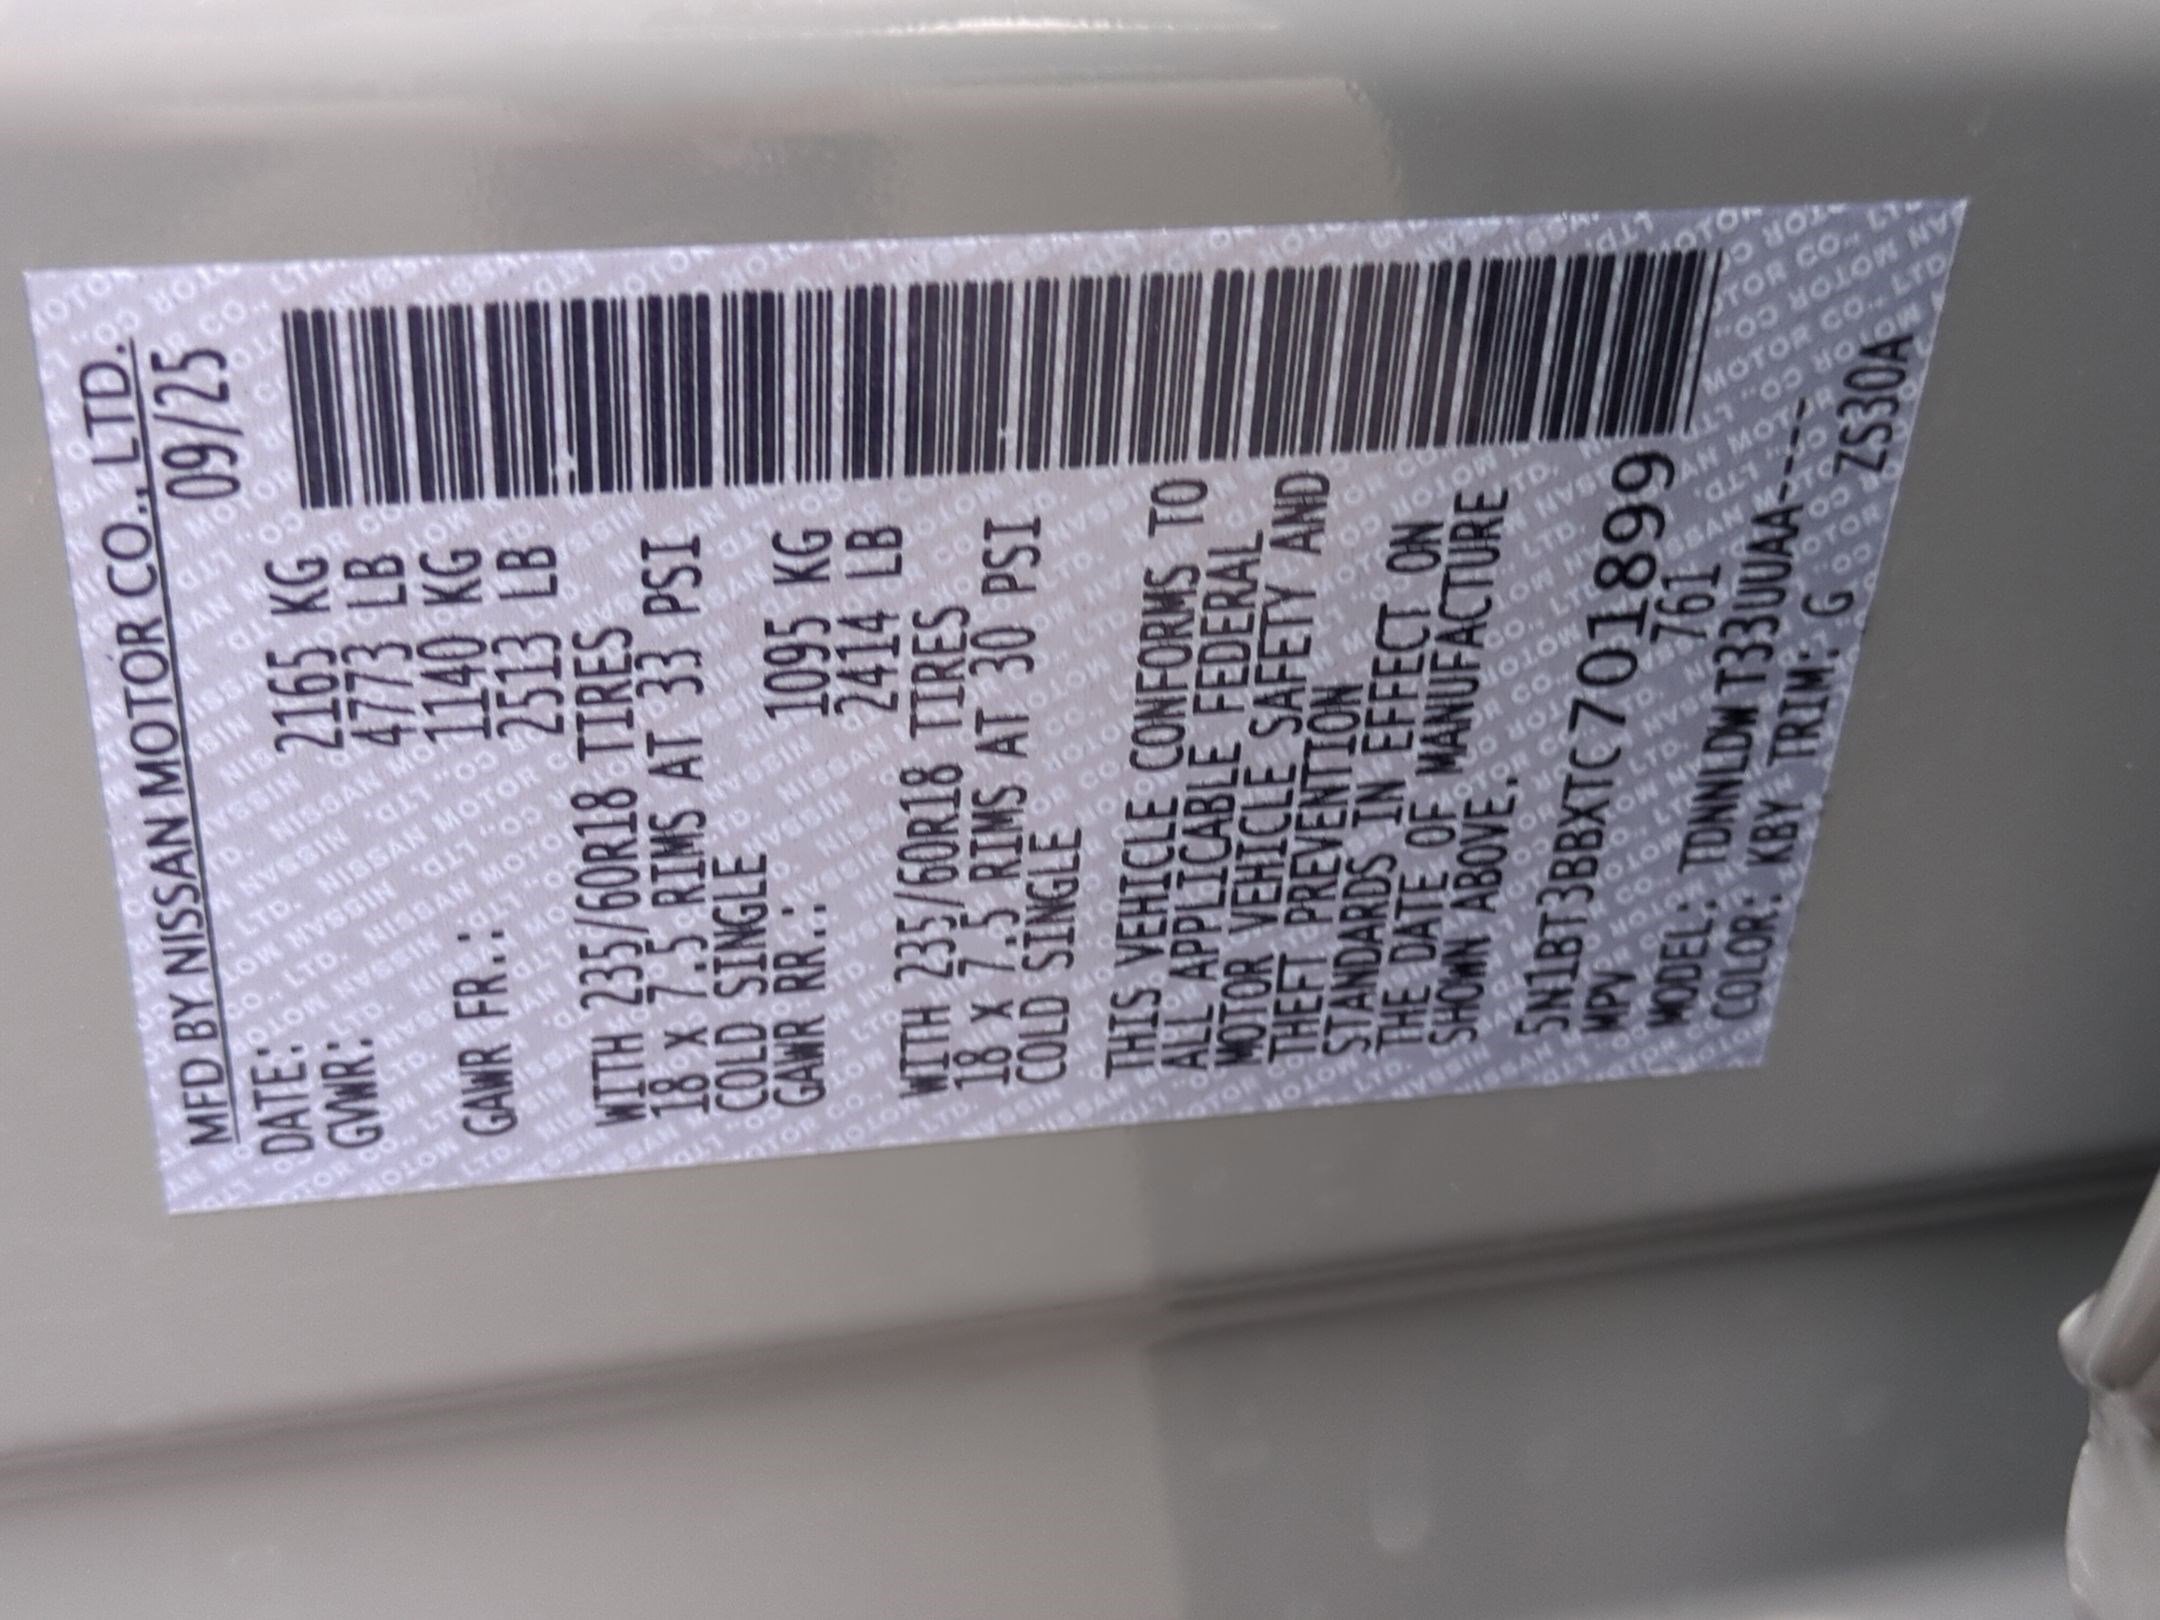 MFD BY NISSAN MOTOR CO., LTD.
DATE: 09/25
GVWR: 2165 KG
4773 LB
GAWR FR.: 1140 KG
2513 LB
WITH 235/60R18 TIRES
18 X 7.5 RIMS AT 33 PSI
COLD SINGLE
GAWR RR.: 1095 KG
2414 LB
WITH 235/60R18 TIRES
18 X 7.5 RIMS AT 30 PSI
COLD SINGLE
THIS VEHICLE CONFORMS TO
ALL APPLICABLE FEDERAL
MOTOR VEHICLE SAFETY AND
THEFT PREVENTION
STANDARDS IN EFFECT ON
THE DATE OF MANUFACTURE
SHOWN ABOVE.
5N1BT3BBXTC701899
MPV 761
MODEL: TDNNLDWT33UUAA----
COLOR: KBY TRIM: G ZS30A